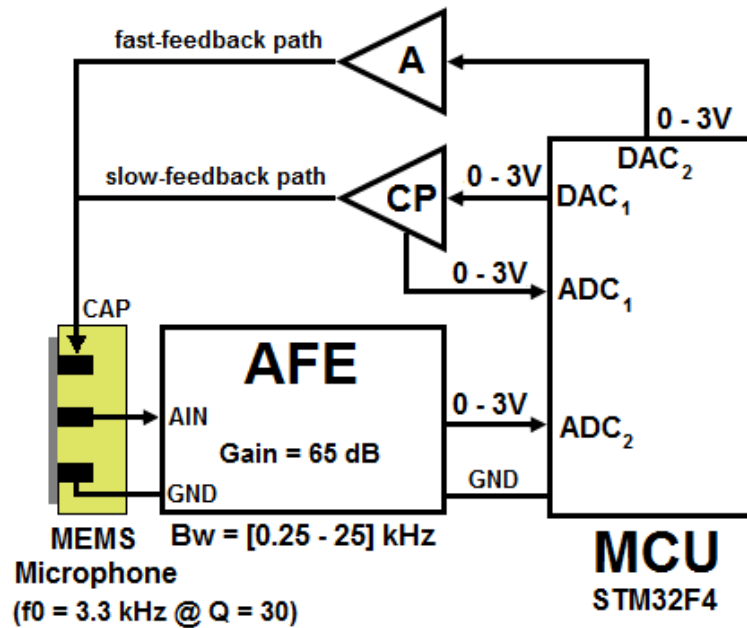 fast-feedback path
A
0 - 3V
DAC2
slow-feedback path
CP
0 - 3V
DAC1
0 - 3V
ADC1
CAP
AFE
AIN
0 - 3V
ADC2
Gain = 65 dB
GND
GND
MEMS
Microphone
(f0 = 3.3 kHz @ Q = 30)
Bw = [0.25 - 25] kHz
MCU
STM32F4